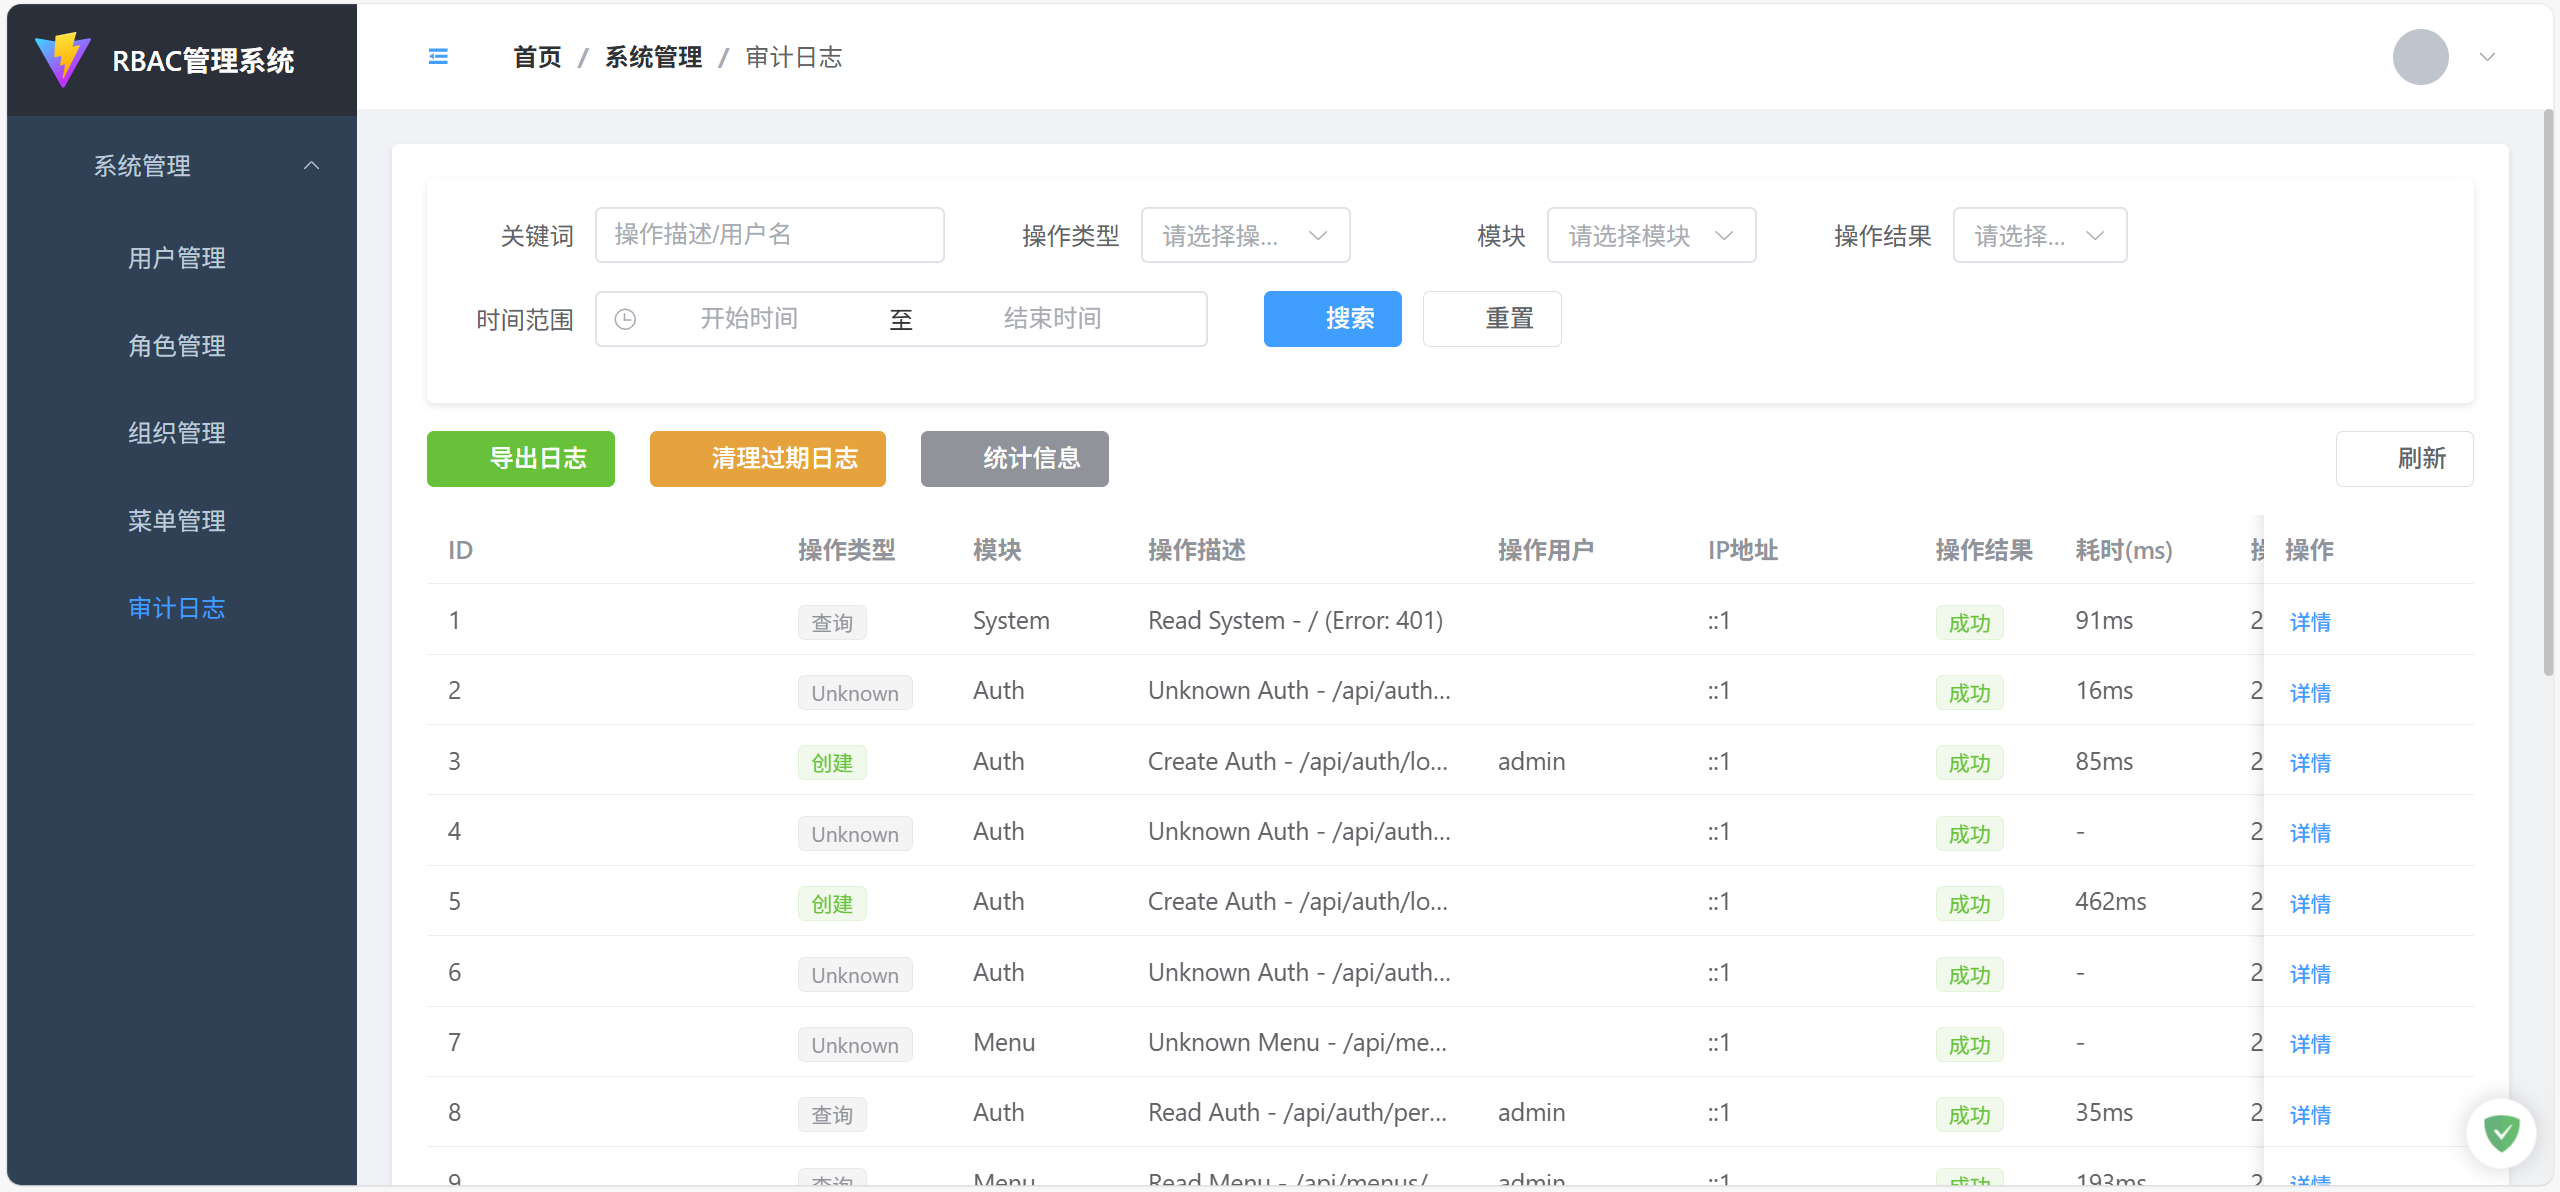 RBAC管理系统
首页 / 系统管理 / 审计日志
系统管理
用户管理
角色管理
组织管理
菜单管理
审计日志
关键词 操作描述/用户名 操作类型 请选择操... 模块 请选择模块 操作结果 请选择...
时间范围 开始时间 至 结束时间 搜索 重置
导出日志 清理过期日志 统计信息 刷新
ID 操作类型 模块 操作描述 操作用户 IP地址 操作结果 耗时(ms) 操作
1 查询 System Read System - / (Error: 401) ::1 成功 91ms 2 详情
2 Unknown Auth Unknown Auth - /api/auth... ::1 成功 16ms 2 详情
3 创建 Auth Create Auth - /api/auth/lo... admin ::1 成功 85ms 2 详情
4 Unknown Auth Unknown Auth - /api/auth... ::1 成功 - 2 详情
5 创建 Auth Create Auth - /api/auth/lo... admin ::1 成功 462ms 2 详情
6 Unknown Auth Unknown Auth - /api/auth... ::1 成功 - 2 详情
7 Unknown Menu Unknown Menu - /api/me... ::1 成功 - 2 详情
8 查询 Auth Read Auth - /api/auth/per... admin ::1 成功 35ms 2 详情
9 查询 Menu Read Menu - /api/menus/ admin ::1 成功 193ms 2 详情